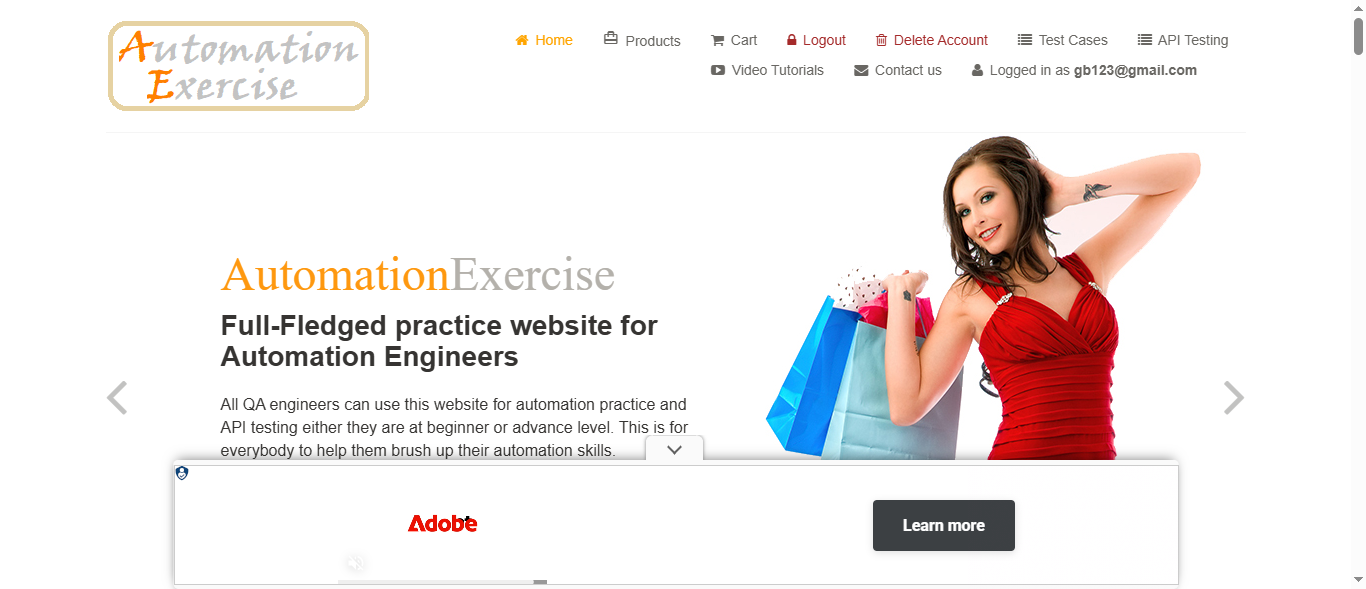 Automation
Exercise
Home Products Cart Logout Delete Account Test Cases API Testing
Video Tutorials Contact us Logged in as gb123@gmail.com
AutomationExercise
Full-Fledged practice website for
Automation Engineers
All QA engineers can use this website for automation practice and
API testing either they are at beginner or advance level. This is for
everybody to help them brush up their automation skills.
Adobe
Learn more